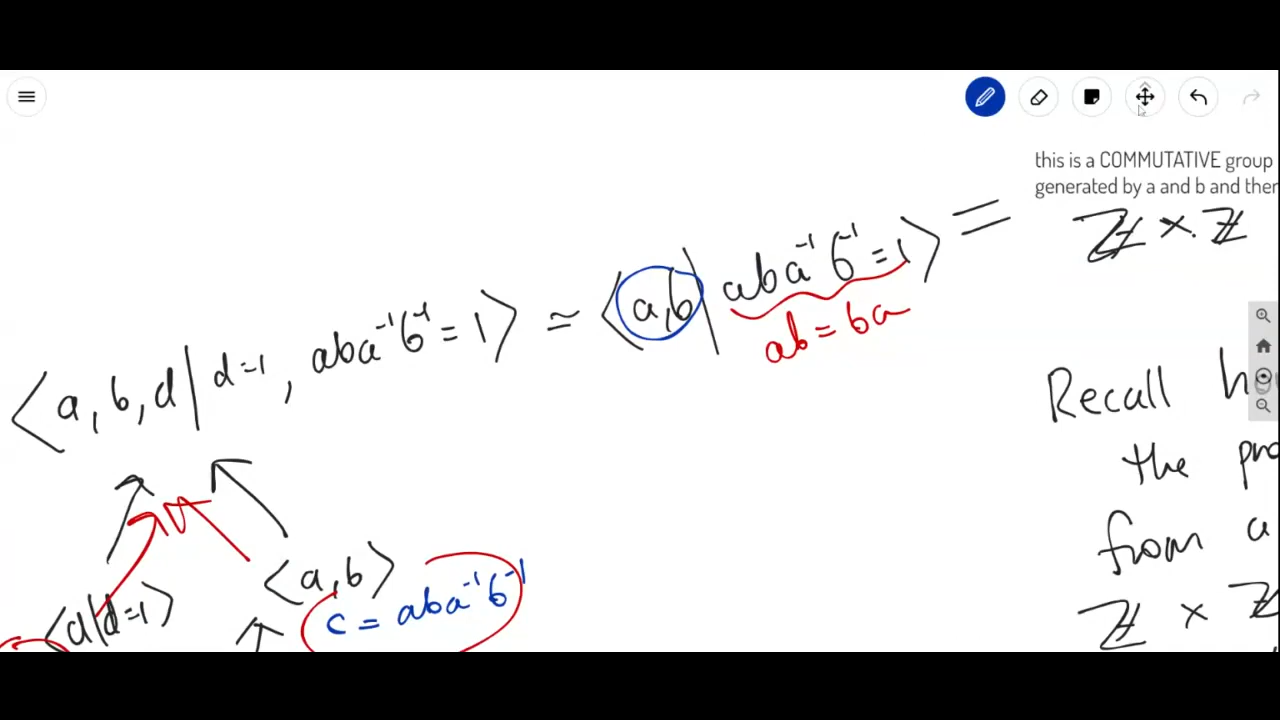 this is a COMMUTATIVE group
generated by a and b and ther
⟨a, b, d | d=1, aba⁻¹b⁻¹ = 1⟩ ≃ ⟨a,b | aba⁻¹b⁻¹ = 1⟩ = ℤ × ℤ
ab = ba
Recall
the
from a
ℤ × ℤ
⟨a, b⟩
c = aba⁻¹b⁻¹
⟨d | d=1⟩